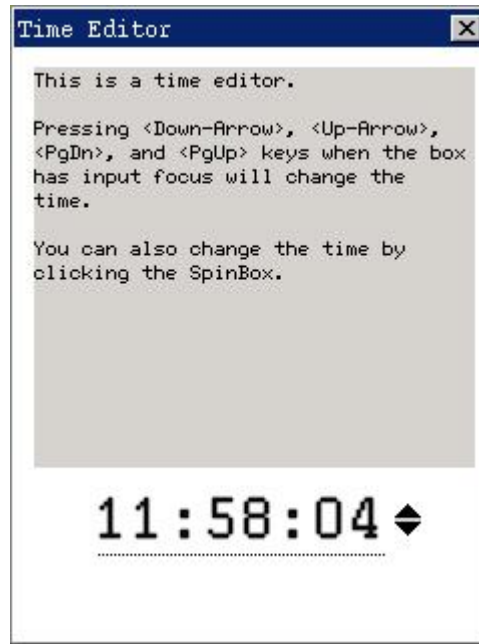 Time Editor
This is a time editor.
Pressing <Down-Arrow>, <Up-Arrow>,
<PgDn>, and <PgUp> keys when the box
has input focus will change the
time.
You can also change the time by
clicking the SpinBox.
11:58:04